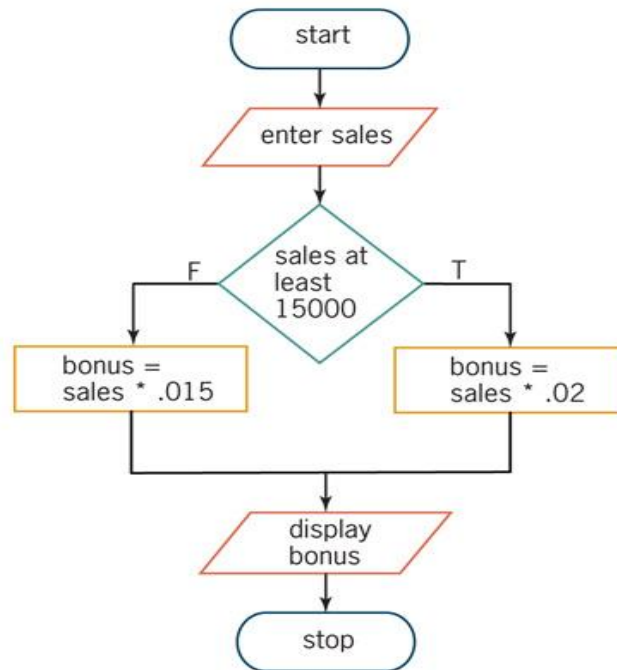 start
enter sales
sales at
least
15000
F
T
bonus =
sales * .015
bonus =
sales * .02
display
bonus
stop